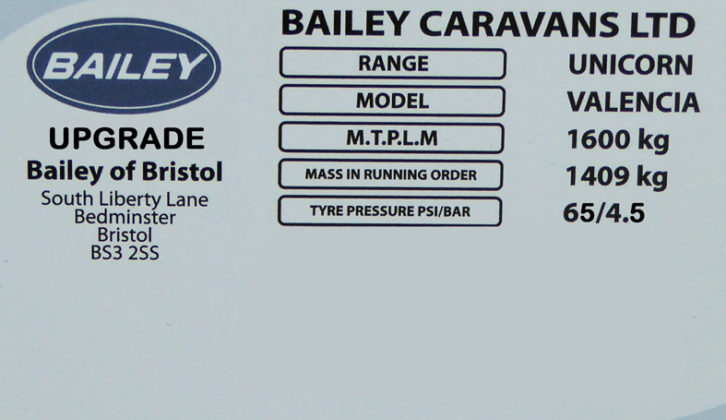 BAILEY
UPGRADE
Bailey of Bristol
South Liberty Lane
Bedminster
Bristol
BS3 2SS
BAILEY CARAVANS LTD
RANGE UNICORN
MODEL VALENCIA
M.T.P.L.M 1600 kg
MASS IN RUNNING ORDER 1409 kg
TYRE PRESSURE PSI/BAR 65/4.5